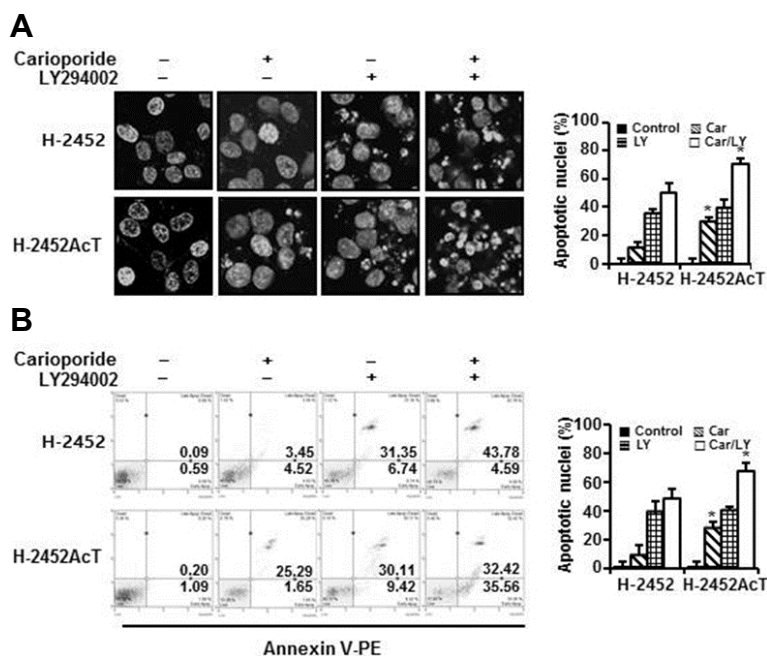 A
Carioporide – + – +
LY294002 – – + +
H-2452
H-2452AcT
Apoptotic nuclei (%)
100
80
60
40
20
0
Control Car
LY Car/LY
*
*
H-2452 H-2452AcT
B
Carioporide – + – +
LY294002 – – + +
H-2452
0.09 3.45 31.35 43.78
0.59 4.52 6.74 4.59
H-2452AcT
0.20 25.29 30.11 32.42
1.09 1.65 9.42 35.56
Annexin V-PE
Apoptotic nuclei (%)
100
80
60
40
20
0
Control Car
LY Car/LY
*
*
H-2452 H-2452AcT